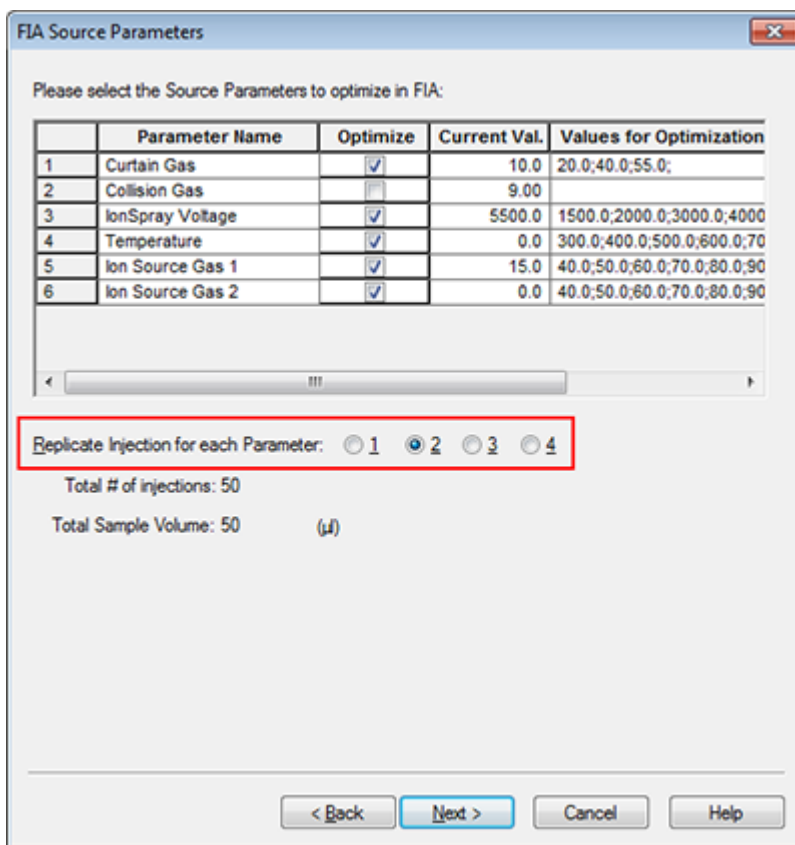 FIA Source Parameters
Please select the Source Parameters to optimize in FIA:
Parameter Name Optimize Current Val. Values for Optimization
1 Curtain Gas 10.0 20.0;40.0;55.0;
2 Collision Gas 9.00
3 IonSpray Voltage 5500.0 1500.0;2000.0;3000.0;4000
4 Temperature 0.0 300.0;400.0;500.0;600.0;70
5 Ion Source Gas 1 15.0 40.0;50.0;60.0;70.0;80.0;90
6 Ion Source Gas 2 0.0 40.0;50.0;60.0;70.0;80.0;90
Replicate Injection for each Parameter: 1 2 3 4
Total # of injections: 50
Total Sample Volume: 50 (µl)
< Back Next > Cancel Help